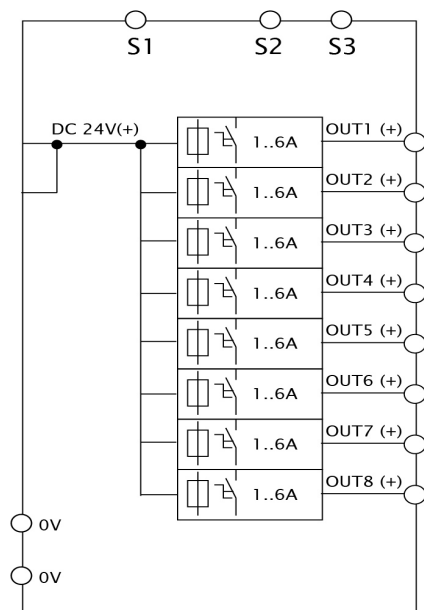 S1 S2 S3
DC 24V(+)
1..6A OUT1 (+)
1..6A OUT2 (+)
1..6A OUT3 (+)
1..6A OUT4 (+)
1..6A OUT5 (+)
1..6A OUT6 (+)
1..6A OUT7 (+)
1..6A OUT8 (+)
0V
0V